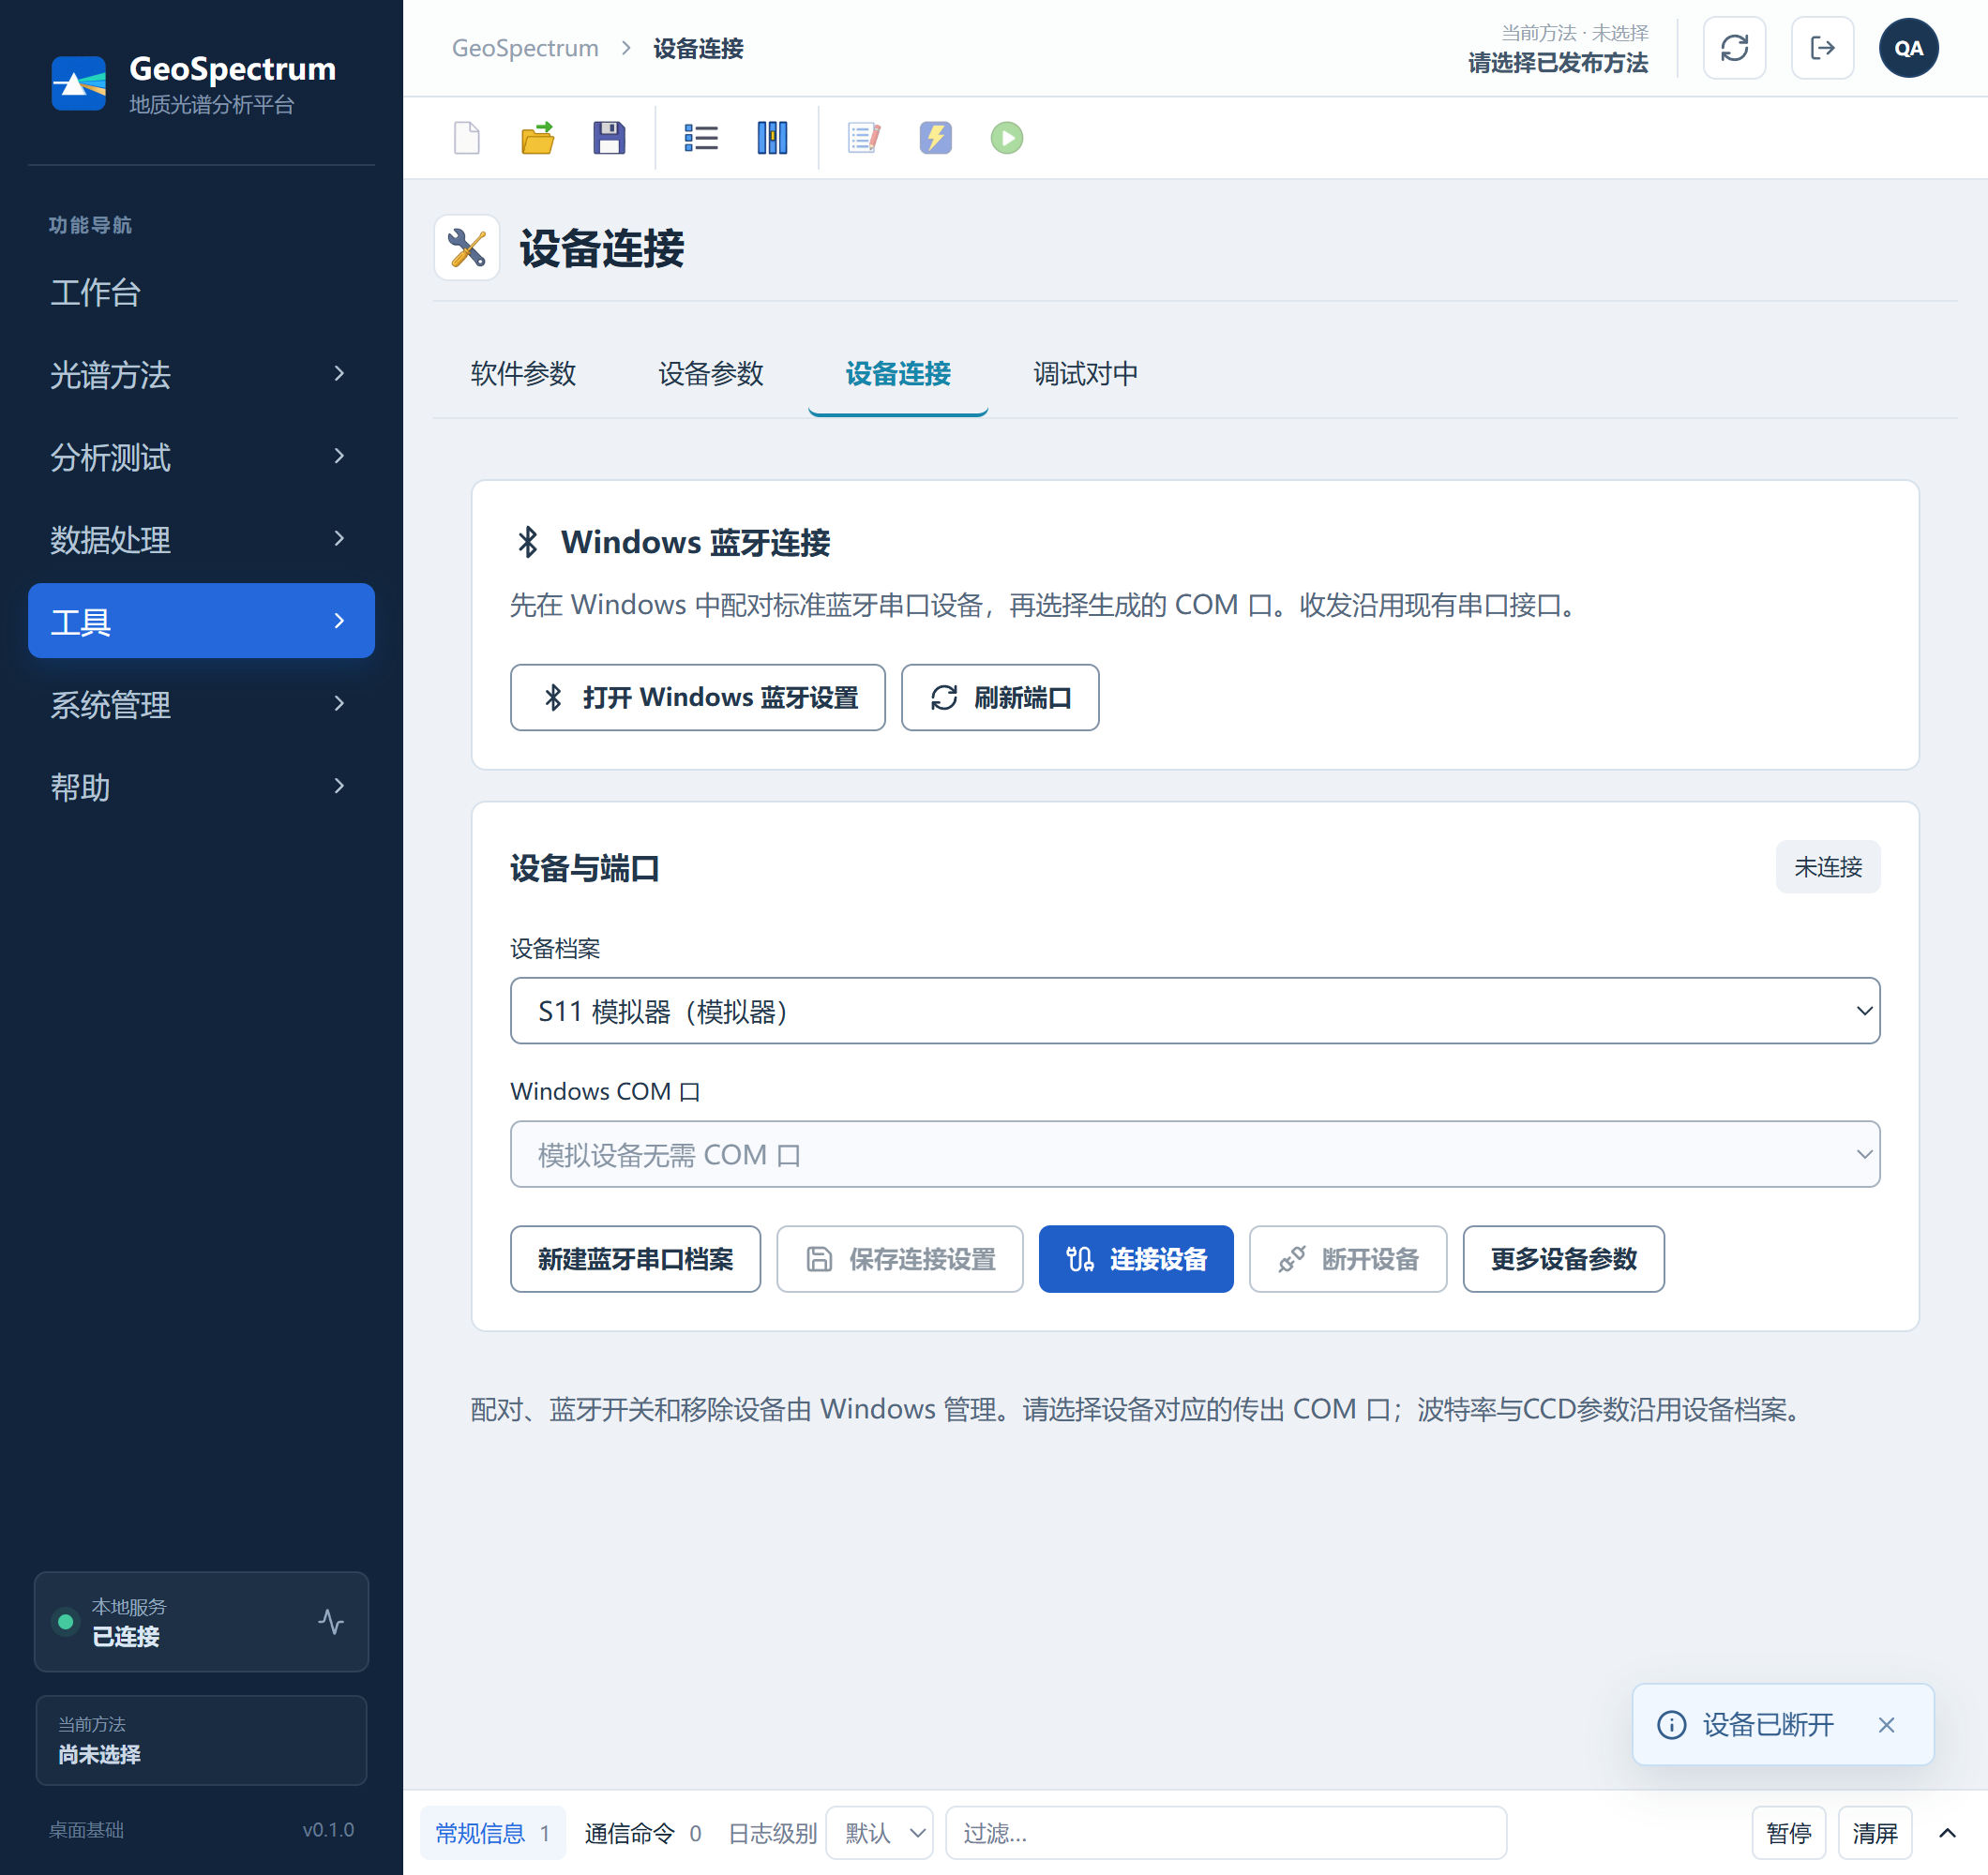 GeoSpectrum
地质光谱分析平台
功能导航
工作台
光谱方法
分析测试
数据处理
工具
系统管理
帮助
本地服务
已连接
当前方法
尚未选择
桌面基础 v0.1.0
GeoSpectrum > 设备连接
当前方法 · 未选择
请选择已发布方法
QA
设备连接
软件参数 设备参数 设备连接 调试对中
Windows 蓝牙连接
先在 Windows 中配对标准蓝牙串口设备，再选择生成的 COM 口。收发沿用现有串口接口。
打开 Windows 蓝牙设置 刷新端口
设备与端口 未连接
设备档案
S11 模拟器（模拟器）
Windows COM 口
模拟设备无需 COM 口
新建蓝牙串口档案 保存连接设置 连接设备 断开设备 更多设备参数
配对、蓝牙开关和移除设备由 Windows 管理。请选择设备对应的传出 COM 口；波特率与CCD参数沿用设备档案。
设备已断开
常规信息 1 通信命令 0 日志级别 默认 过滤... 暂停 清屏